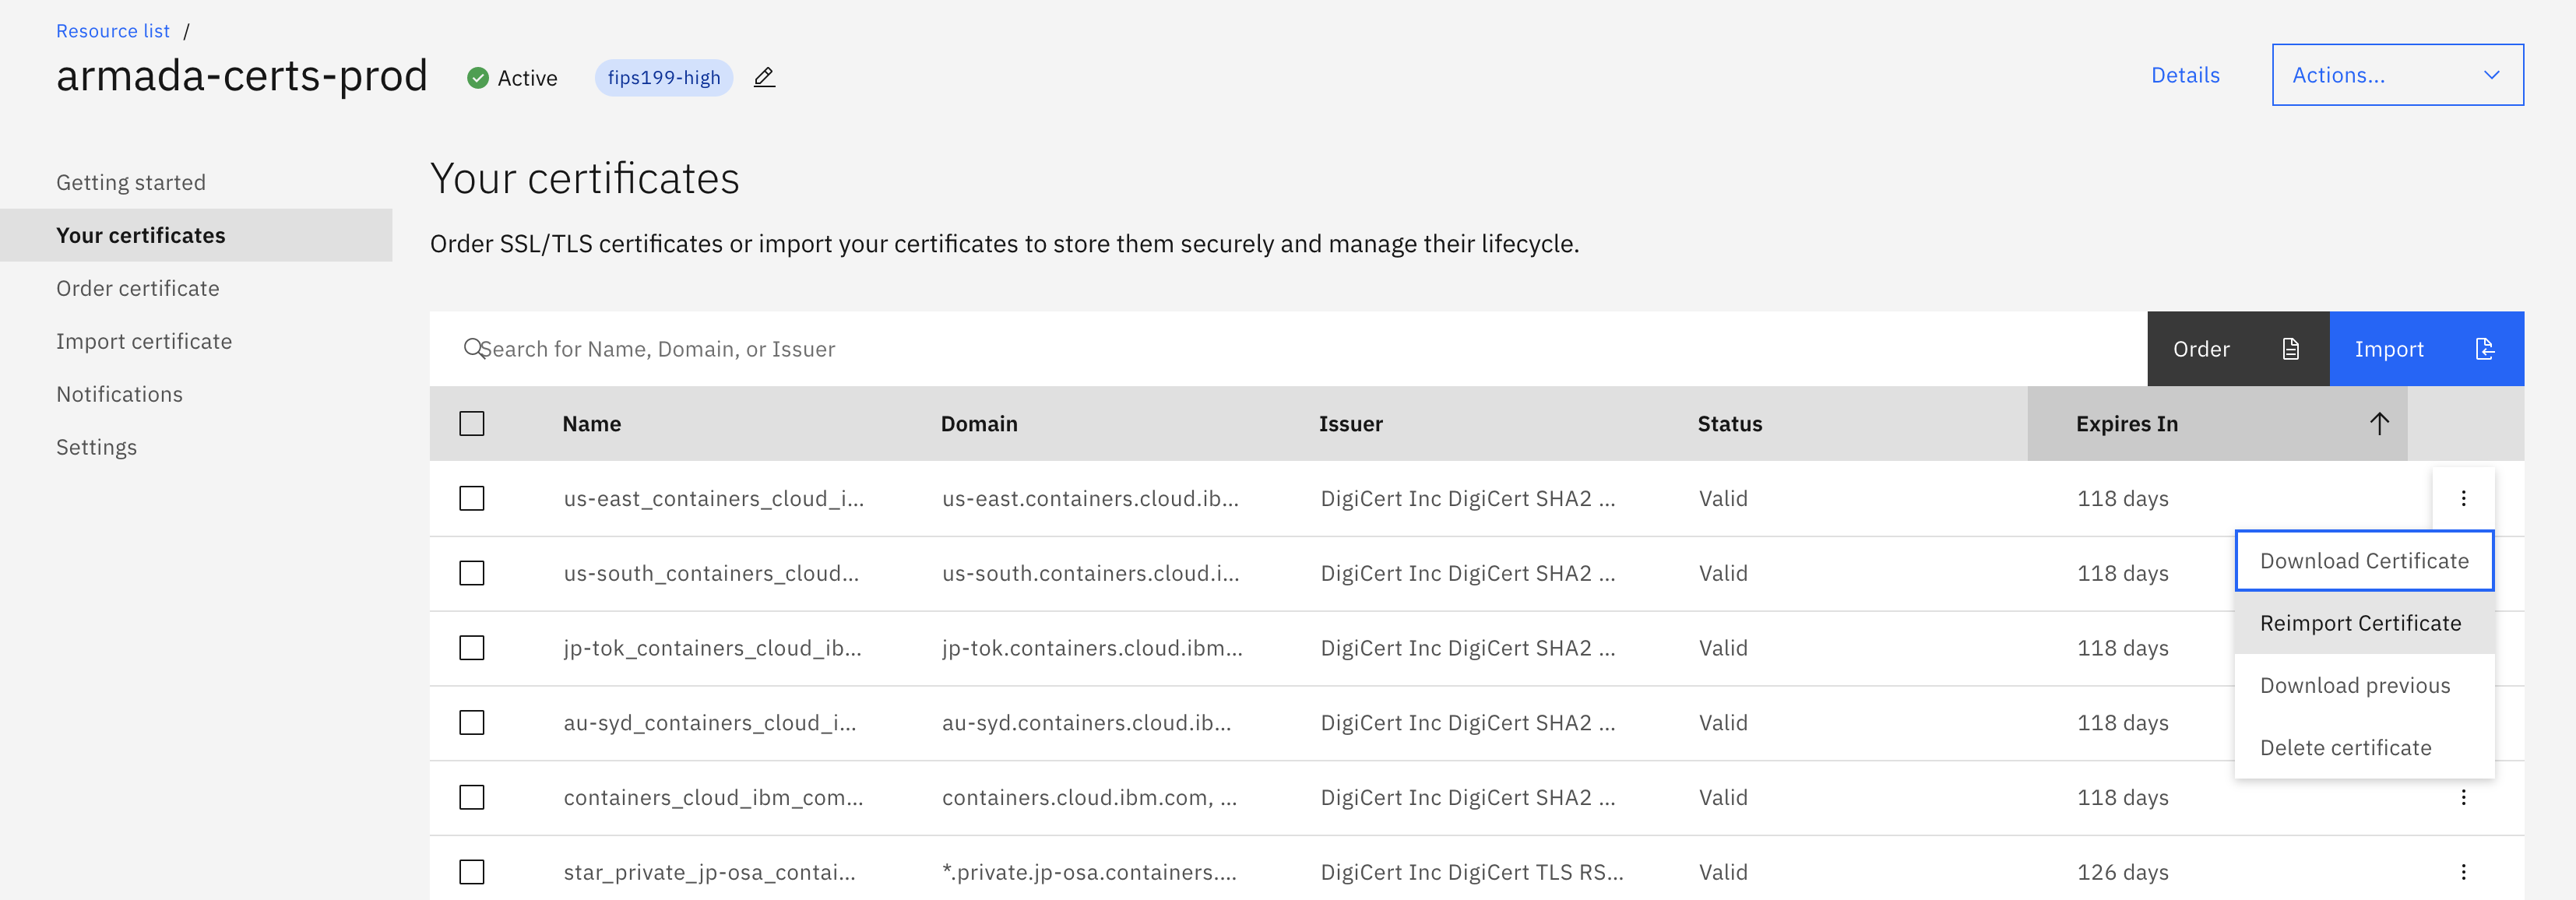 Resource list /
armada-certs-prod Active fips199-high Details Actions...
Getting started
Your certificates
Order certificate
Import certificate
Notifications
Settings
Your certificates
Order SSL/TLS certificates or import your certificates to store them securely and manage their lifecycle.
Search for Name, Domain, or Issuer Order Import
Name Domain Issuer Status Expires In
us-east_containers_cloud_i... us-east.containers.cloud.ib... DigiCert Inc DigiCert SHA2 ... Valid 118 days
us-south_containers_cloud... us-south.containers.cloud.i... DigiCert Inc DigiCert SHA2 ... Valid 118 days
jp-tok_containers_cloud_ib... jp-tok.containers.cloud.ibm... DigiCert Inc DigiCert SHA2 ... Valid 118 days
au-syd_containers_cloud_i... au-syd.containers.cloud.ib... DigiCert Inc DigiCert SHA2 ... Valid 118 days
containers_cloud_ibm_com... containers.cloud.ibm.com, ... DigiCert Inc DigiCert SHA2 ... Valid 118 days
star_private_jp-osa_contai... *.private.jp-osa.containers.... DigiCert Inc DigiCert TLS RS... Valid 126 days
Download Certificate
Reimport Certificate
Download previous
Delete certificate